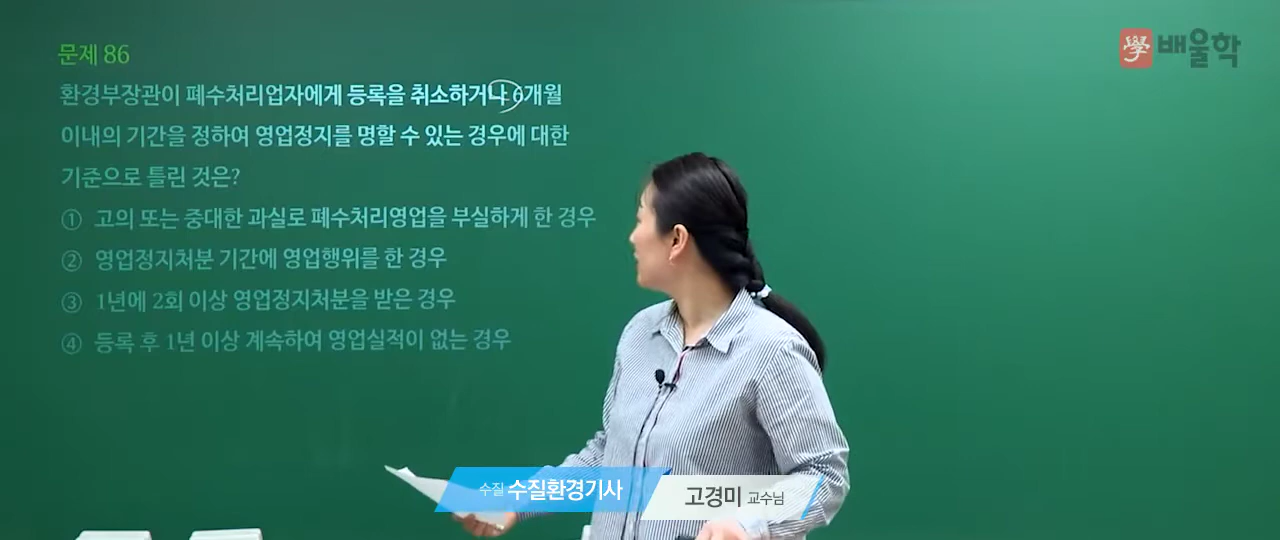 學 배울학
문제 86
환경부장관이 폐수처리업자에게 등록을 취소하거나 6개월
이내의 기간을 정하여 영업정지를 명할 수 있는 경우에 대한
기준으로 틀린 것은?
① 고의 또는 중대한 과실로 폐수처리영업을 부실하게 한 경우
② 영업정지처분 기간에 영업행위를 한 경우
③ 1년에 2회 이상 영업정지처분을 받은 경우
④ 등록 후 1년 이상 계속하여 영업실적이 없는 경우
수질 수질환경기사 고경미 교수님